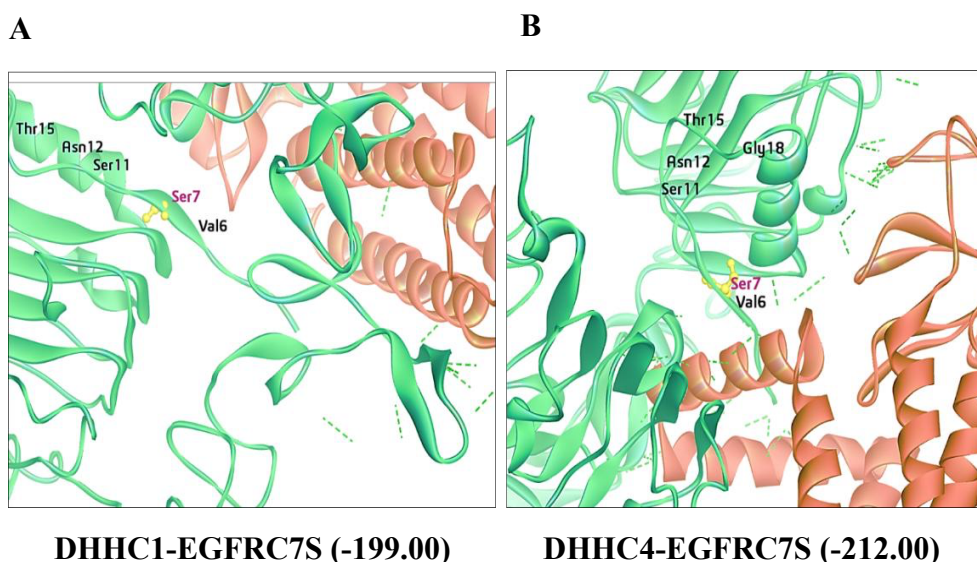 A
Thr15
Asn12
Ser11
Ser7
Val6
DHHC1-EGFRC7S (-199.00)
B
Thr15
Gly18
Asn12
Ser11
Ser7
Val6
DHHC4-EGFRC7S (-212.00)